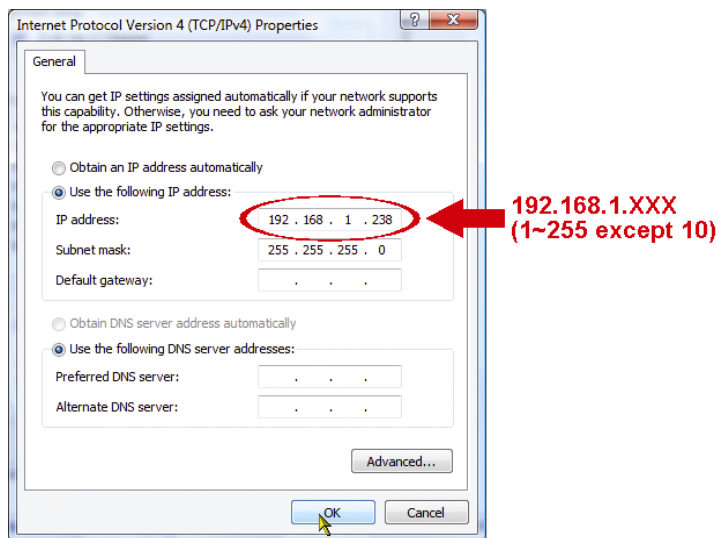 Internet Protocol Version 4 (TCP/IPv4) Properties
General
You can get IP settings assigned automatically if your network supports
this capability. Otherwise, you need to ask your network administrator
for the appropriate IP settings.
Obtain an IP address automatically
Use the following IP address:
IP address: 192 . 168 . 1 . 238
Subnet mask: 255 . 255 . 255 . 0
Default gateway: . . .
Obtain DNS server address automatically
Use the following DNS server addresses:
Preferred DNS server: . . .
Alternate DNS server: . . .
Advanced...
OK Cancel
192.168.1.XXX
(1~255 except 10)